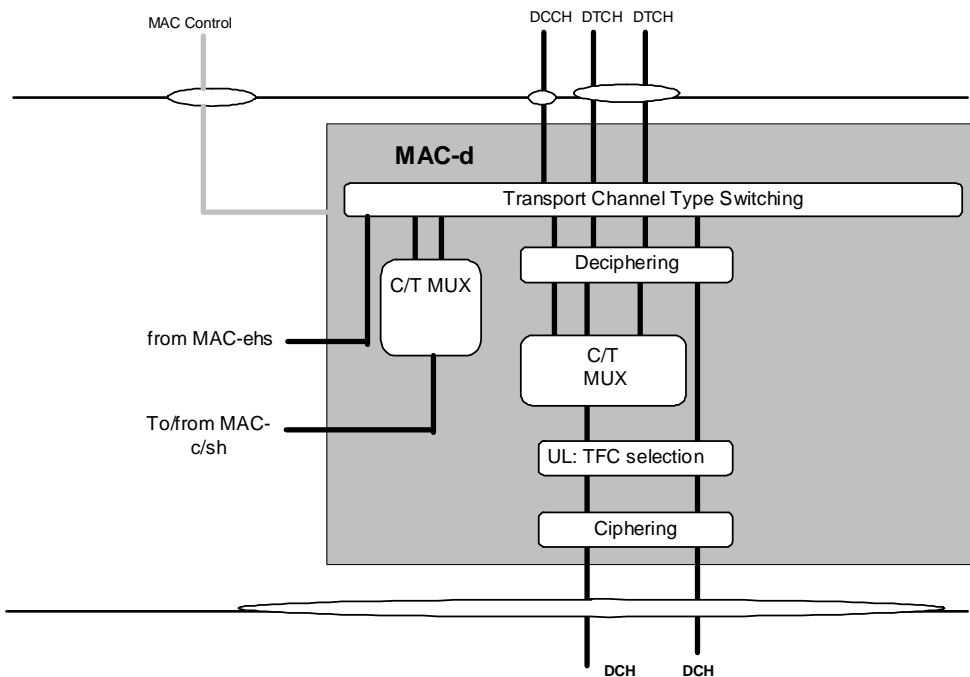 MAC Control
DCCH DTCH DTCH
MAC-d
Transport Channel Type Switching
Deciphering
C/T MUX
from MAC-ehs
C/T
MUX
To/from MAC-
c/sh
UL: TFC selection
Ciphering
DCH
DCH